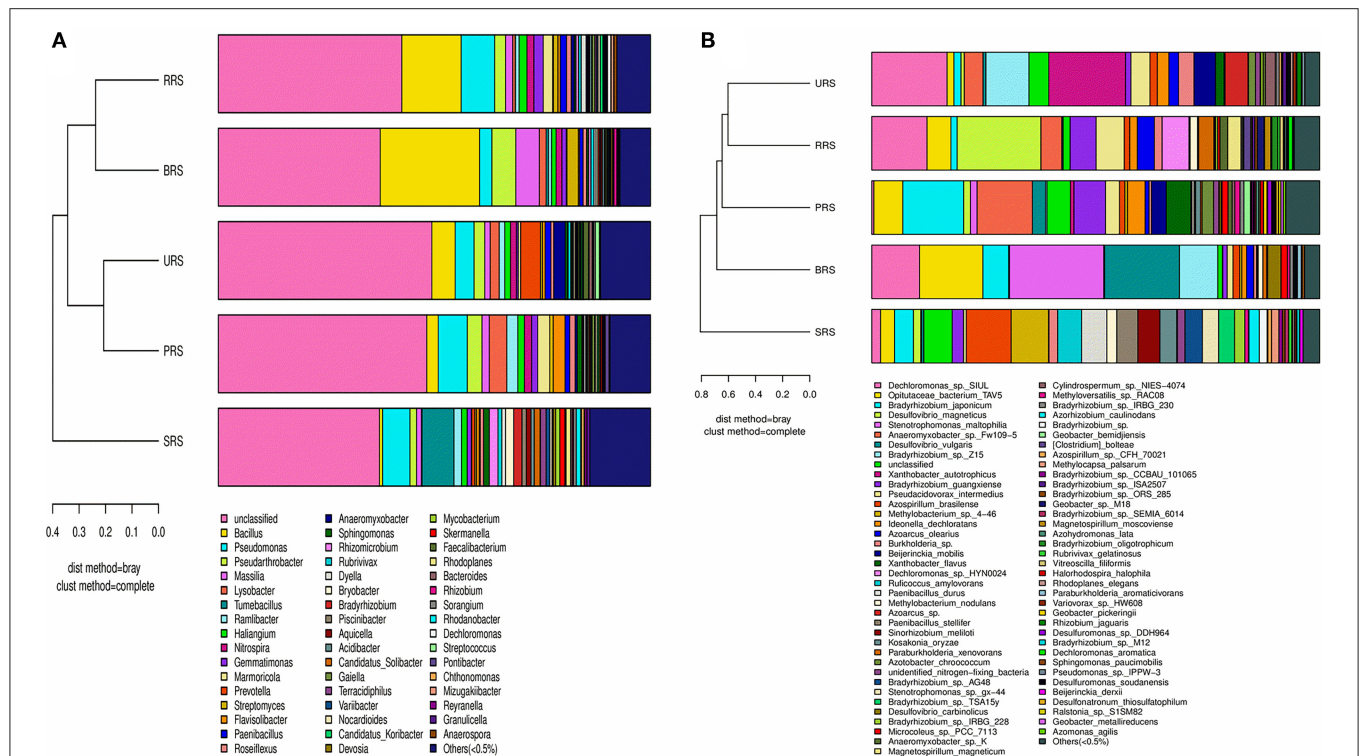 A
RRS
BRS
URS
PRS
SRS
0.4 0.3 0.2 0.1 0.0
dist method=bray
clust method=complete
unclassified
Bacillus
Pseudomonas
Pseudarthrobacter
Massilia
Lysobacter
Tumebacillus
Ramlibacter
Haliangium
Nitrospira
Gemmatimonas
Marmoricola
Prevotella
Streptomyces
Flavisolibacter
Paenibacillus
Roseiflexus
Anaeromyxobacter
Sphingomonas
Rhizomicrobium
Rubrivivax
Dyella
Bryobacter
Bradyrhizobium
Piscinibacter
Aquicella
Acidibacter
Candidatus_Solibacter
Gaiella
Terracidiphilus
Variibacter
Nocardioides
Candidatus_Koribacter
Devosia
Mycobacterium
Skermanella
Faecalibacterium
Rhodoplanes
Bacteroides
Rhizobium
Sorangium
Rhodanobacter
Dechloromonas
Streptococcus
Pontibacter
Chthonomonas
Mizugakiibacter
Reyranella
Granulicella
Anaerospora
Others(<0.5%)
B
URS
RRS
PRS
BRS
SRS
0.8 0.6 0.4 0.2 0.0
dist method=bray
clust method=complete
Dechloromonas_sp._SIUL
Opitutaceae_bacterium_TAV5
Bradyrhizobium_japonicum
Desulfovibrio_magneticus
Stenotrophomonas_maltophilia
Anaeromyxobacter_sp._Fw109-5
Desulfovibrio_vulgaris
Bradyrhizobium_sp._Z15
unclassified
Xanthobacter_autotrophicus
Bradyrhizobium_guangxiense
Pseudacidovorax_intermedius
Azospirillum_brasilense
Methylobacterium_sp._4-46
Ideonella_dechloratans
Azoarcus_olearius
Burkholderia_sp.
Beijerinckia_mobilis
Xanthobacter_flavus
Dechloromonas_sp._HYN0024
Ruficoccus_amylovorans
Paenibacillus_durus
Methylobacterium_nodulans
Azoarcus_sp.
Paenibacillus_stellifer
Sinorhizobium_meliloti
Kosakonia_oryzae
Paraburkholderia_xenovorans
Azotobacter_chroococcum
unidentified_nitrogen-fixing_bacteria
Bradyrhizobium_sp._AG48
Stenotrophomonas_sp._gx-44
Bradyrhizobium_sp._TSA15y
Desulfovibrio_carbinolicus
Bradyrhizobium_sp._IRBG_228
Microcoleus_sp._PCC_7113
Anaeromyxobacter_sp._K
Magnetospirillum_magneticum
Cylindrospermum_sp._NIES-4074
Methyloversatilis_sp._RAC08
Bradyrhizobium_sp._IRBG_230
Azorhizobium_caulinodans
Bradyrhizobium_sp.
Geobacter_bemidjiensis
[Clostridium]_bolteae
Azospirillum_sp._CFH_70021
Methylocapsa_palsarum
Bradyrhizobium_sp._CCBAU_101065
Bradyrhizobium_sp._ISA2507
Bradyrhizobium_sp._ORS_285
Geobacter_sp._M18
Bradyrhizobium_sp._SEMIA_6014
Magnetospirillum_moscoviense
Azohydromonas_lata
Bradyrhizobium_oligotrophicum
Rubrivivax_gelatinosus
Vitreoscilla_filiformis
Halorhodospira_halophila
Rhodoplanes_elegans
Paraburkholderia_aromaticivorans
Variovorax_sp._HW608
Geobacter_pickeringii
Rhizobium_jaguaris
Desulfuromonas_sp._DDH964
Bradyrhizobium_sp._M12
Dechloromonas_aromatica
Sphingomonas_paucimobilis
Pseudomonas_sp._IPPW-3
Desulfuromonas_soudanensis
Beijerinckia_derxii
Desulfonatronum_thiosulfatophilum
Ralstonia_sp._S1SM82
Geobacter_metallireducens
Azomonas_agilis
Others(<0.5%)